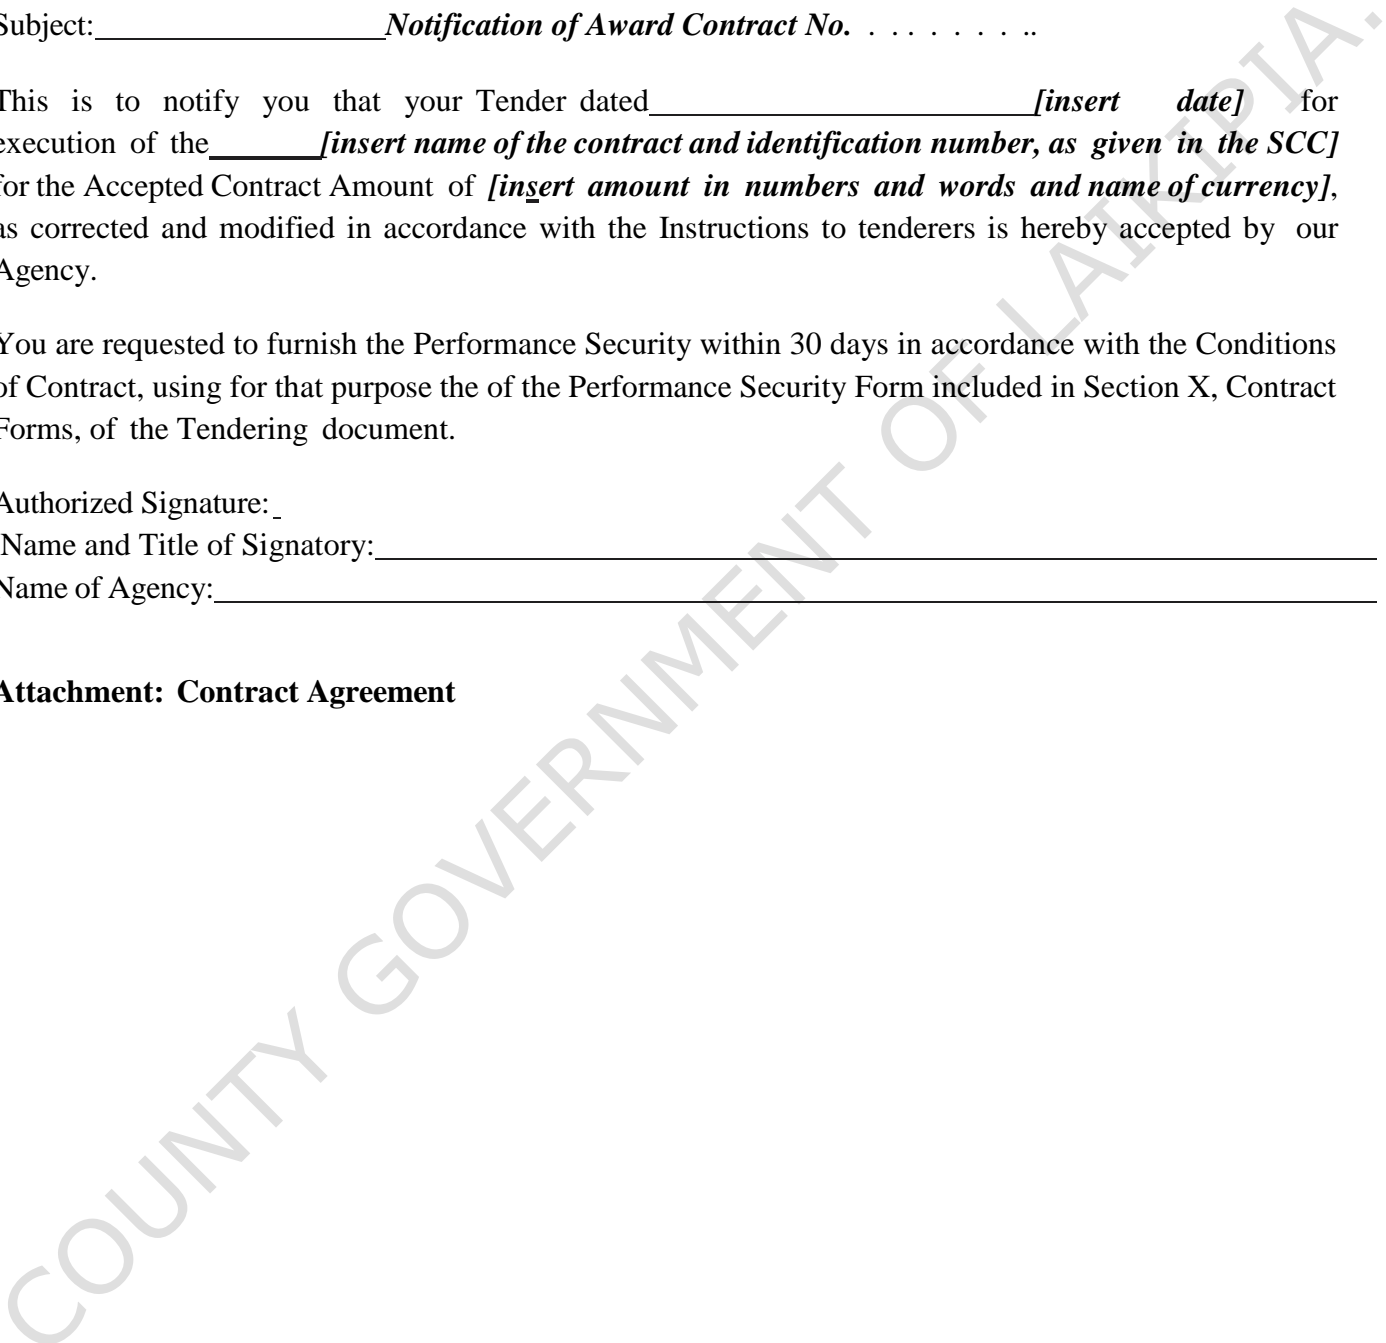 Subject:____________________Notification of Award Contract No. . . . . . . . ..
This is to notify you that your Tender dated__________________________[insert date] for
execution of the_______[insert name of the contract and identification number, as given in the SCC]
for the Accepted Contract Amount of [insert amount in numbers and words and name of currency],
as corrected and modified in accordance with the Instructions to tenderers is hereby accepted by our
Agency.
You are requested to furnish the Performance Security within 30 days in accordance with the Conditions
of Contract, using for that purpose the of the Performance Security Form included in Section X, Contract
Forms, of the Tendering document.
Authorized Signature:_
Name and Title of Signatory:____________________
Name of Agency:____________________
Attachment: Contract Agreement
COUNTY GOVERNMENT OF LAIKIPIA.